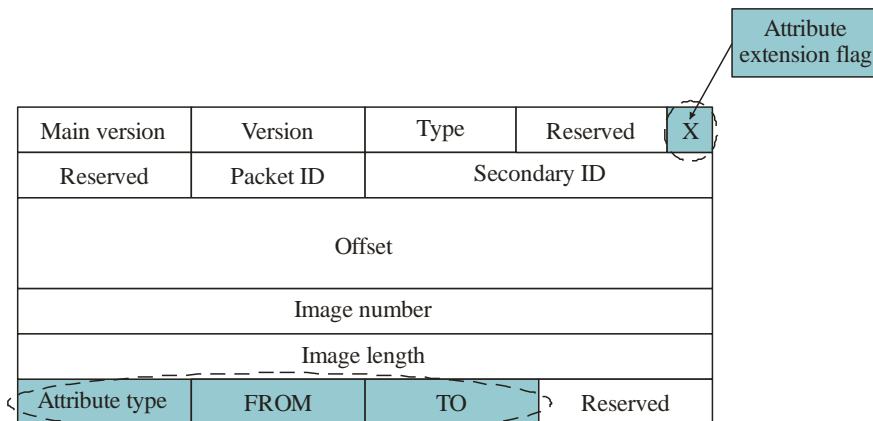 Attribute
extension flag
Main version Version Type Reserved X
Reserved Packet ID Secondary ID
Offset
Image number
Image length
Attribute type FROM TO Reserved